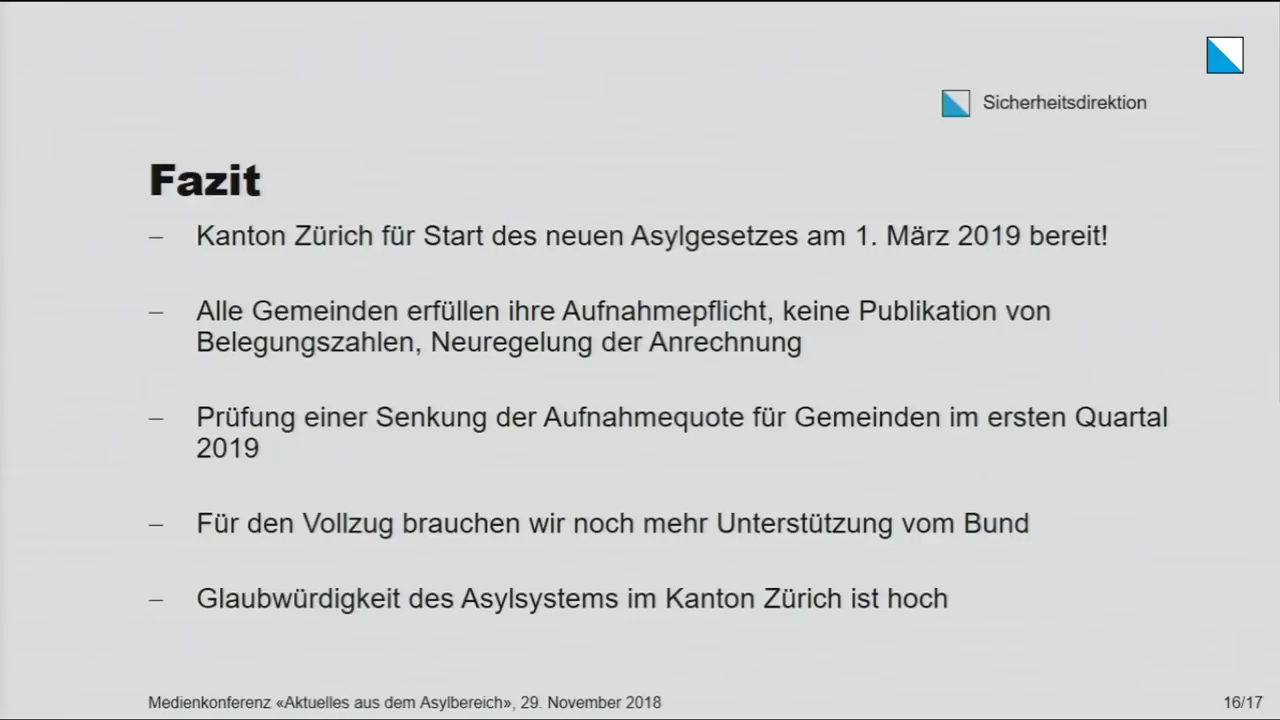 Sicherheitsdirektion
Fazit
– Kanton Zürich für Start des neuen Asylgesetzes am 1. März 2019 bereit!
– Alle Gemeinden erfüllen ihre Aufnahmepflicht, keine Publikation von
Belegungszahlen, Neuregelung der Anrechnung
– Prüfung einer Senkung der Aufnahmequote für Gemeinden im ersten Quartal
2019
– Für den Vollzug brauchen wir noch mehr Unterstützung vom Bund
– Glaubwürdigkeit des Asylsystems im Kanton Zürich ist hoch
Medienkonferenz «Aktuelles aus dem Asylbereich», 29. November 2018 16/17